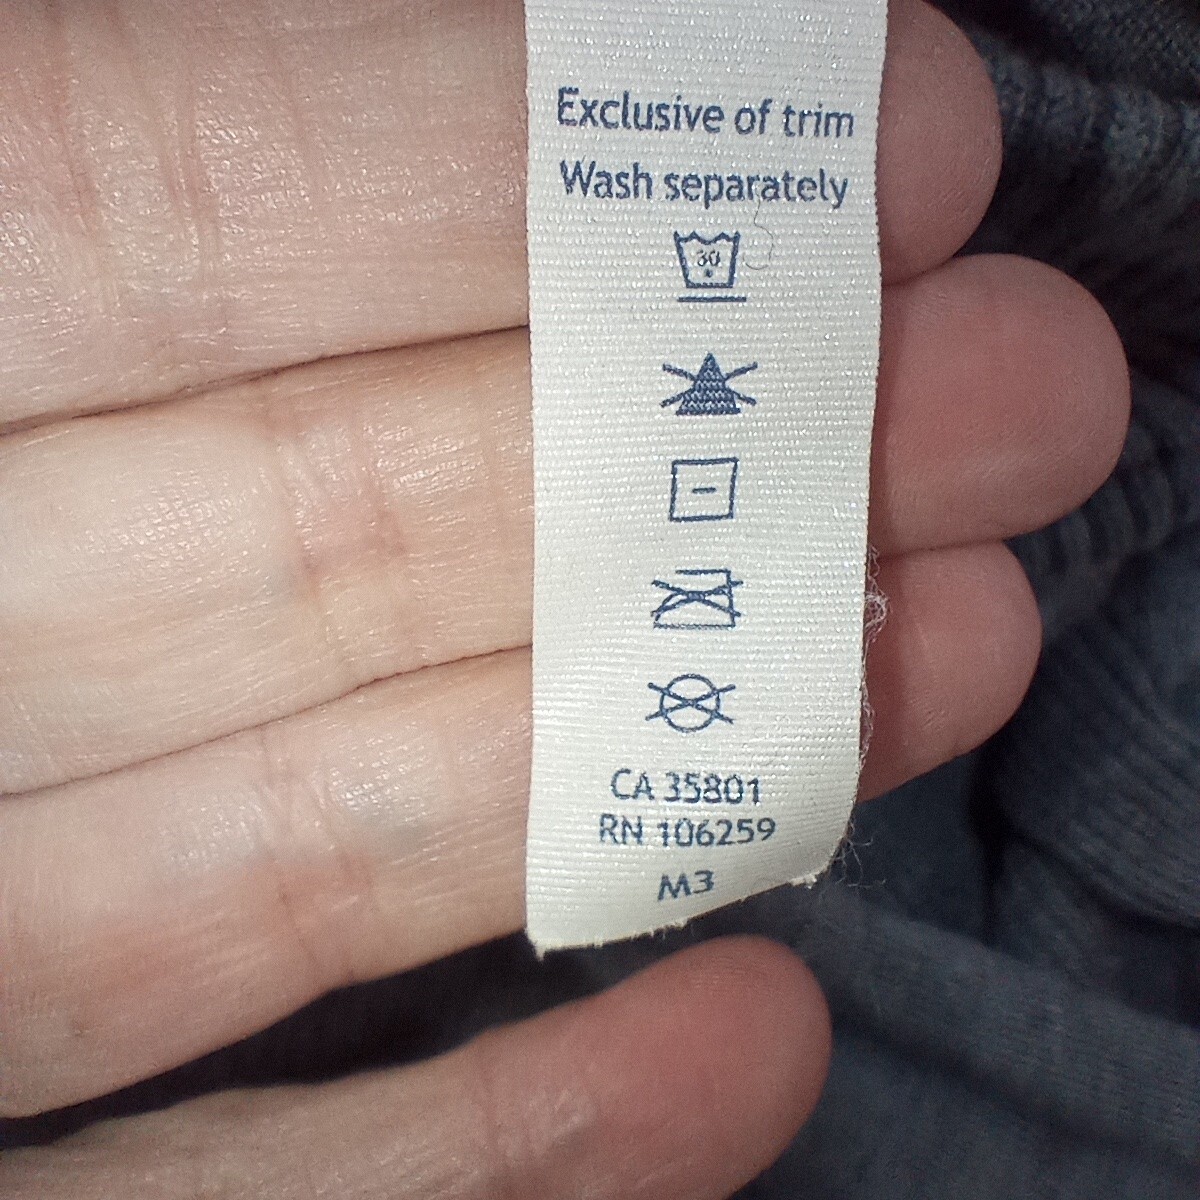 Exclusive of trim
Wash separately
30
CA 35801
RN 106259
M3